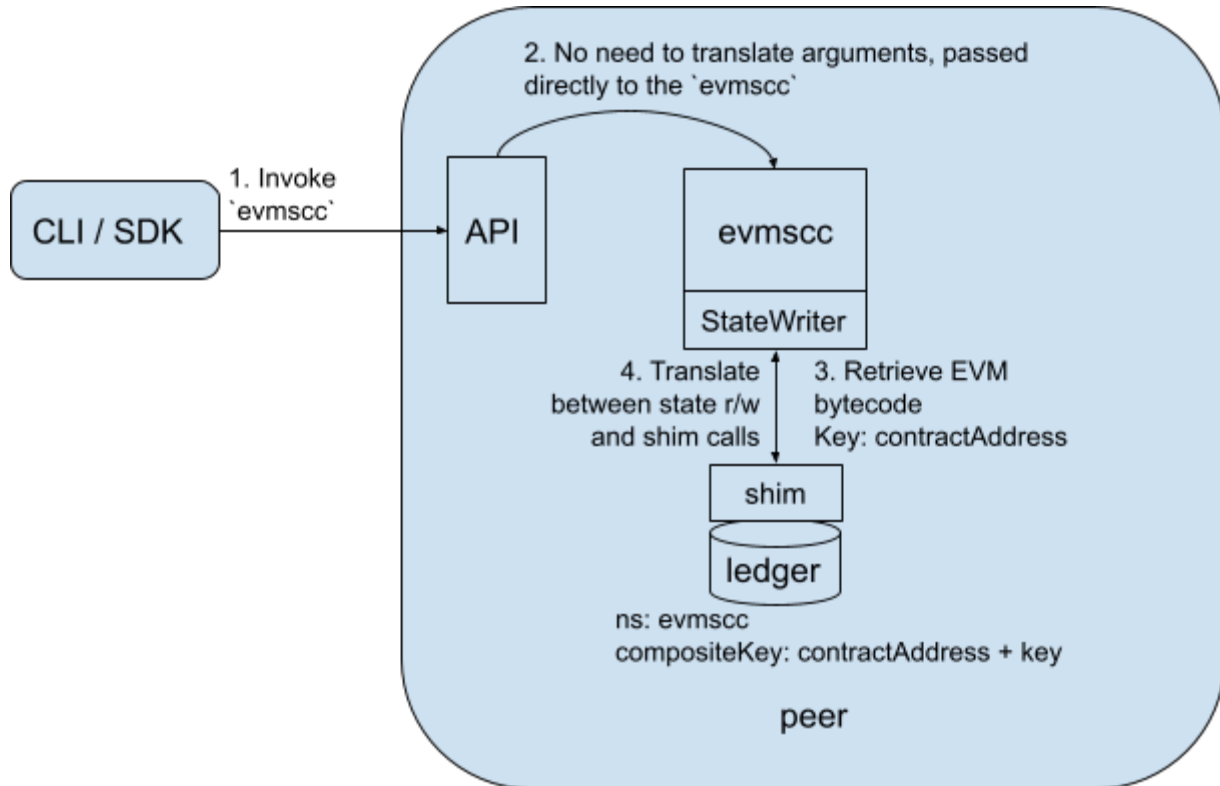 2. No need to translate arguments, passed
directly to the `evmscc`
1. Invoke
`evmscc`
CLI / SDK
API
evmscc
StateWriter
4. Translate
between state r/w
and shim calls
3. Retrieve EVM
bytecode
Key: contractAddress
shim
ledger
ns: evmscc
compositeKey: contractAddress + key
peer